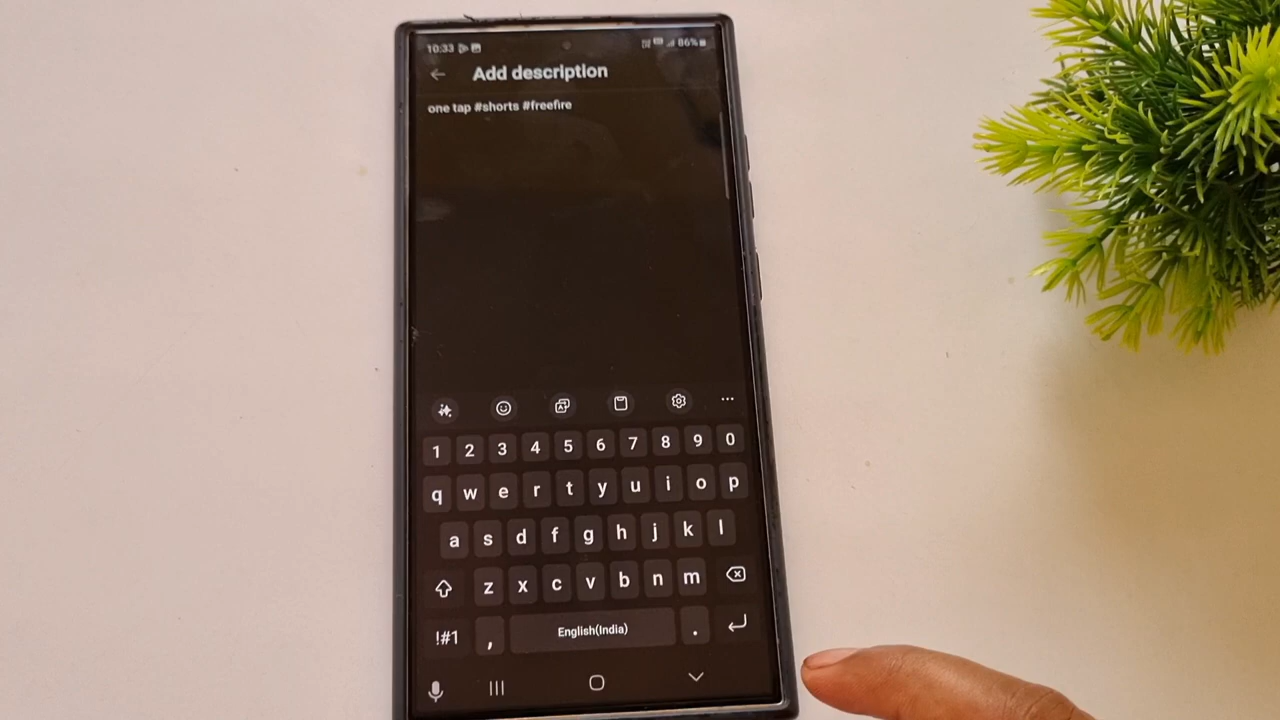 10:33 86%
Add description
one tap #shorts #freefire
1 2 3 4 5 6 7 8 9 0
q w e r t y u i o p
a s d f g h j k l
z x c v b n m
!#1 , English(India) .